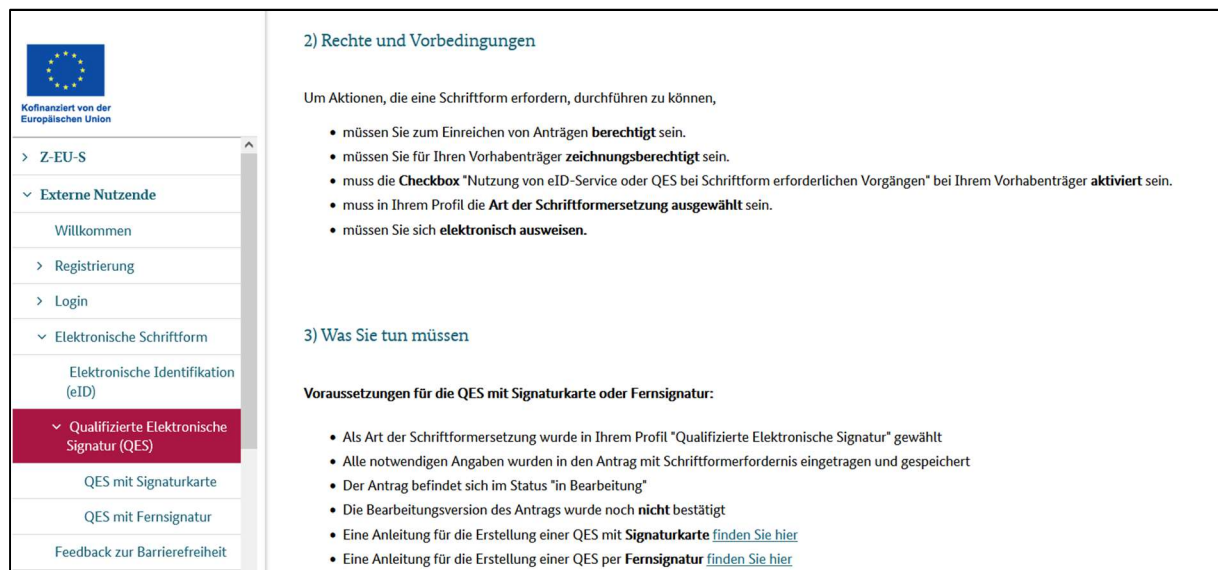 Kofinanziert von der
Europäischen Union
Z-EU-S
Externe Nutzende
Willkommen
Registrierung
Login
Elektronische Schriftform
Elektronische Identifikation
(eID)
Qualifizierte Elektronische
Signatur (QES)
QES mit Signaturkarte
QES mit Fernsignatur
Feedback zur Barrierefreiheit
2) Rechte und Vorbedingungen
Um Aktionen, die eine Schriftform erfordern, durchführen zu können,
• müssen Sie zum Einreichen von Anträgen berechtigt sein.
• müssen Sie für Ihren Vorhabenträger zeichnungsberechtigt sein.
• muss die Checkbox "Nutzung von eID-Service oder QES bei Schriftform erforderlichen Vorgängen" bei Ihrem Vorhabenträger aktiviert sein.
• muss in Ihrem Profil die Art der Schriftformersetzung ausgewählt sein.
• müssen Sie sich elektronisch ausweisen.
3) Was Sie tun müssen
Voraussetzungen für die QES mit Signaturkarte oder Fernsignatur:
• Als Art der Schriftformersetzung wurde in Ihrem Profil "Qualifizierte Elektronische Signatur" gewählt
• Alle notwendigen Angaben wurden in den Antrag mit Schriftformerfordernis eingetragen und gespeichert
• Der Antrag befindet sich im Status "in Bearbeitung"
• Die Bearbeitungsversion des Antrags wurde noch nicht bestätigt
• Eine Anleitung für die Erstellung einer QES mit Signaturkarte finden Sie hier
• Eine Anleitung für die Erstellung einer QES per Fernsignatur finden Sie hier